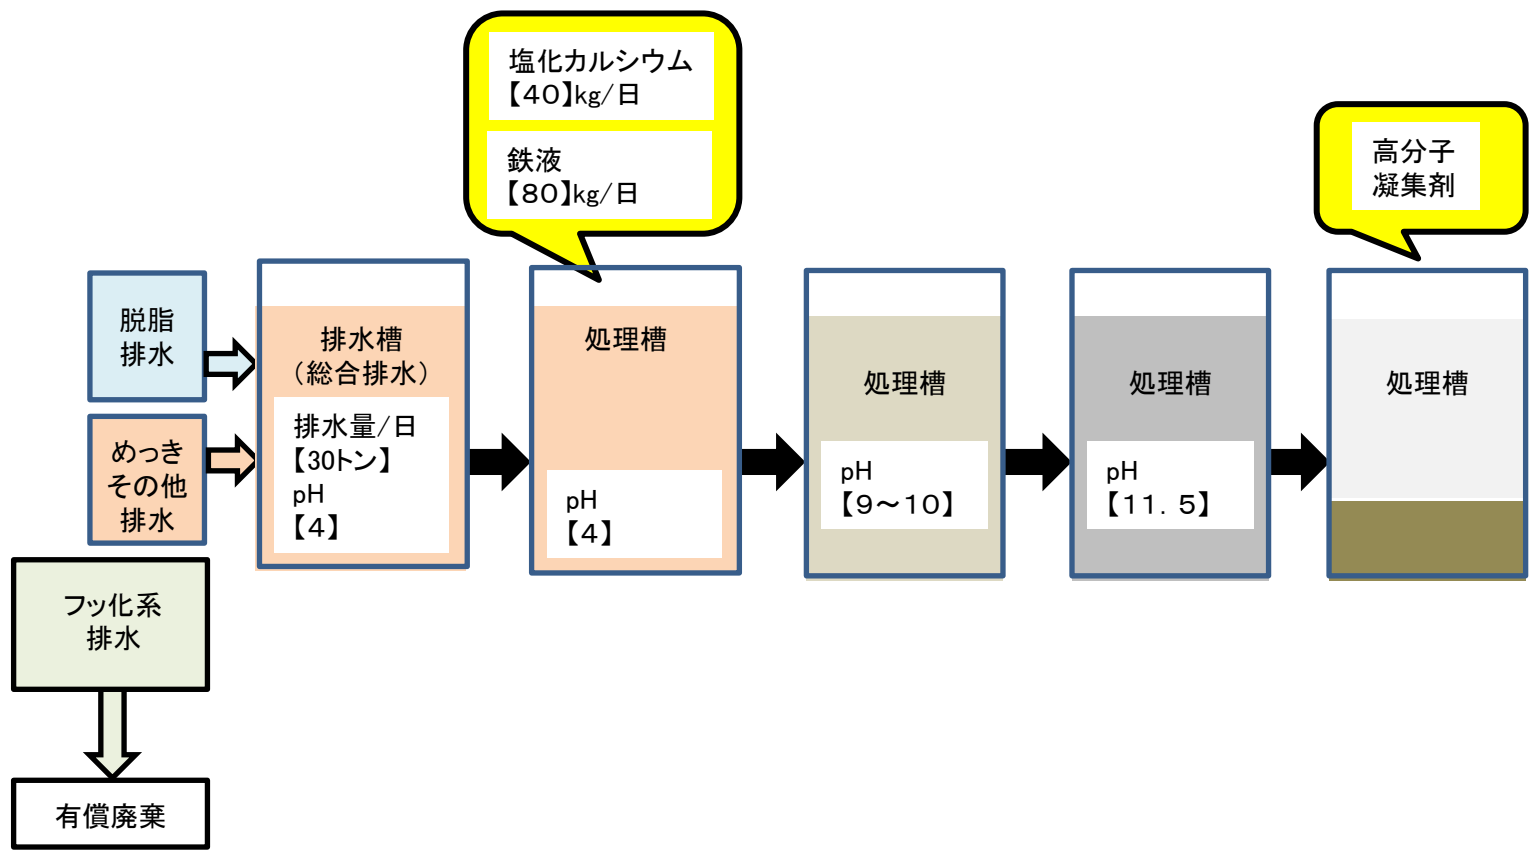 塩化カルシウム
【４０】kg/日
鉄液
【８０】kg/日
高分子
凝集剤
脱脂
排水
めっき
その他
排水
排水槽
（総合排水）
排水量/日
【30トン】
pH
【４】
処理槽
pH
【４】
処理槽
pH
【９～１０】
処理槽
pH
【１１．５】
処理槽
フッ化系
排水
有償廃棄